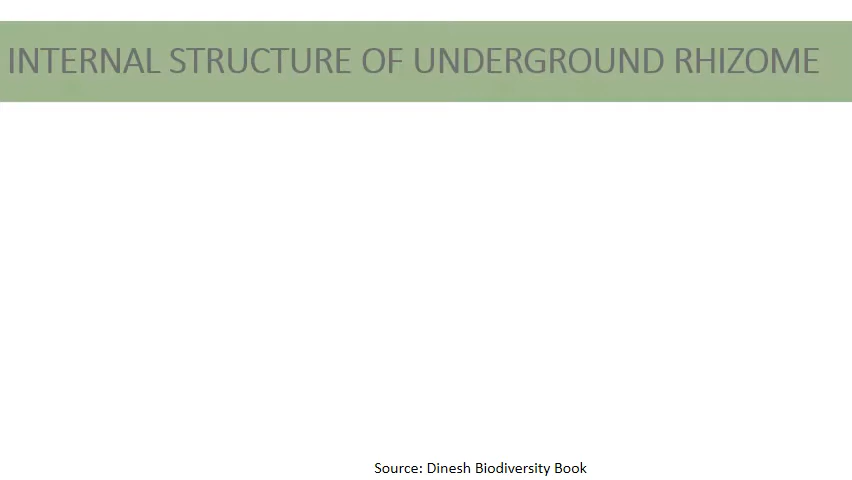 INTERNAL STRUCTURE OF UNDERGROUND RHIZOME
Source: Dinesh Biodiversity Book